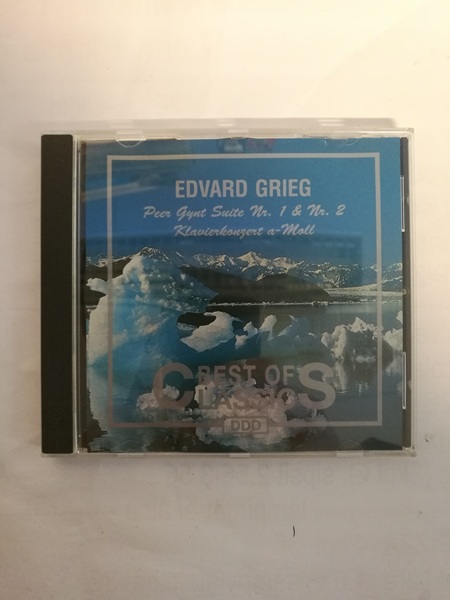 EDVARD GRIEG
Peer Gynt Suite Nr. 1 & Nr. 2
Klavierkonzert a-Moll
BEST OF
CLASSICS
DDD